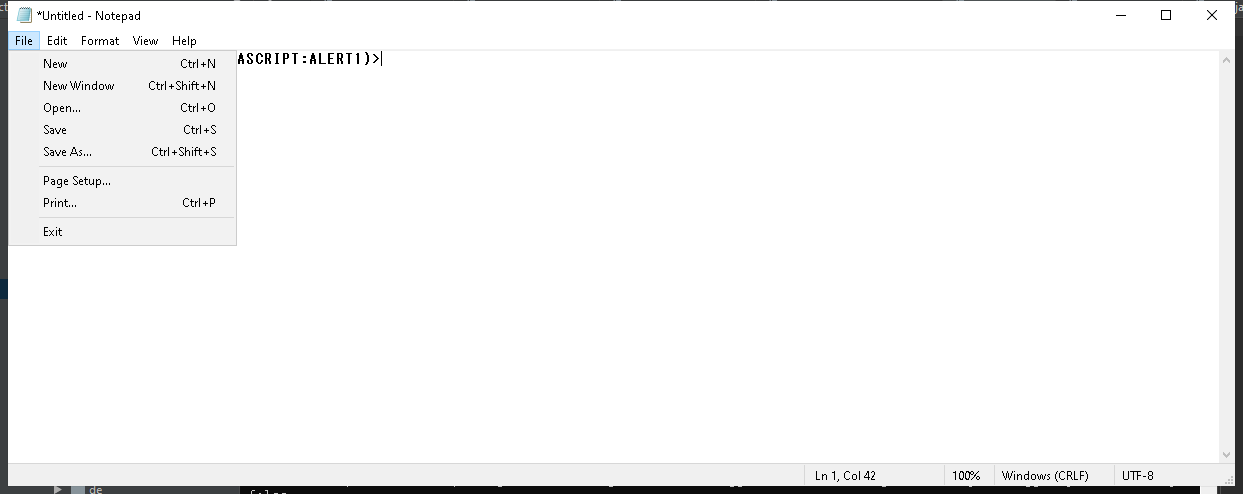 *Untitled - Notepad
File Edit Format View Help
ASCRIPT:ALERT1)>
New Ctrl+N
New Window Ctrl+Shift+N
Open... Ctrl+O
Save Ctrl+S
Save As... Ctrl+Shift+S
Page Setup...
Print... Ctrl+P
Exit
Ln 1, Col 42 100% Windows (CRLF) UTF-8
de